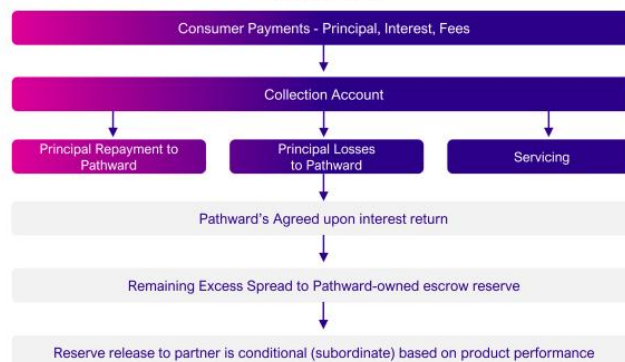 Consumer Payments - Principal, Interest, Fees
Collection Account
Principal Repayment to
Pathward
Principal Losses
to Pathward
Servicing
Pathward's Agreed upon interest return
Remaining Excess Spread to Pathward-owned escrow reserve
Reserve release to partner is conditional (subordinate) based on product performance